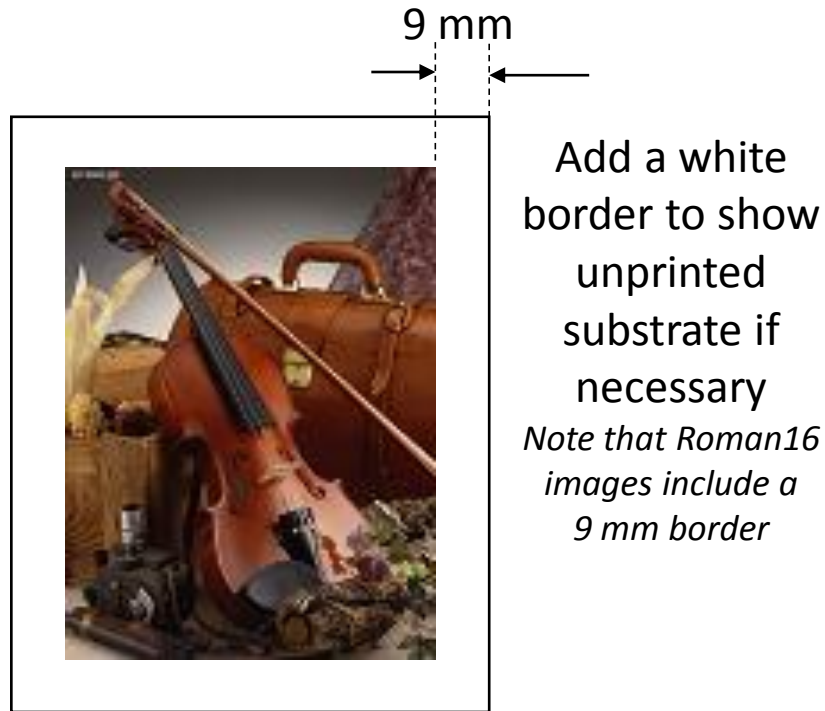 9 mm
Add a white
border to show
unprinted
substrate if
necessary
Note that Roman16
images include a
9 mm border